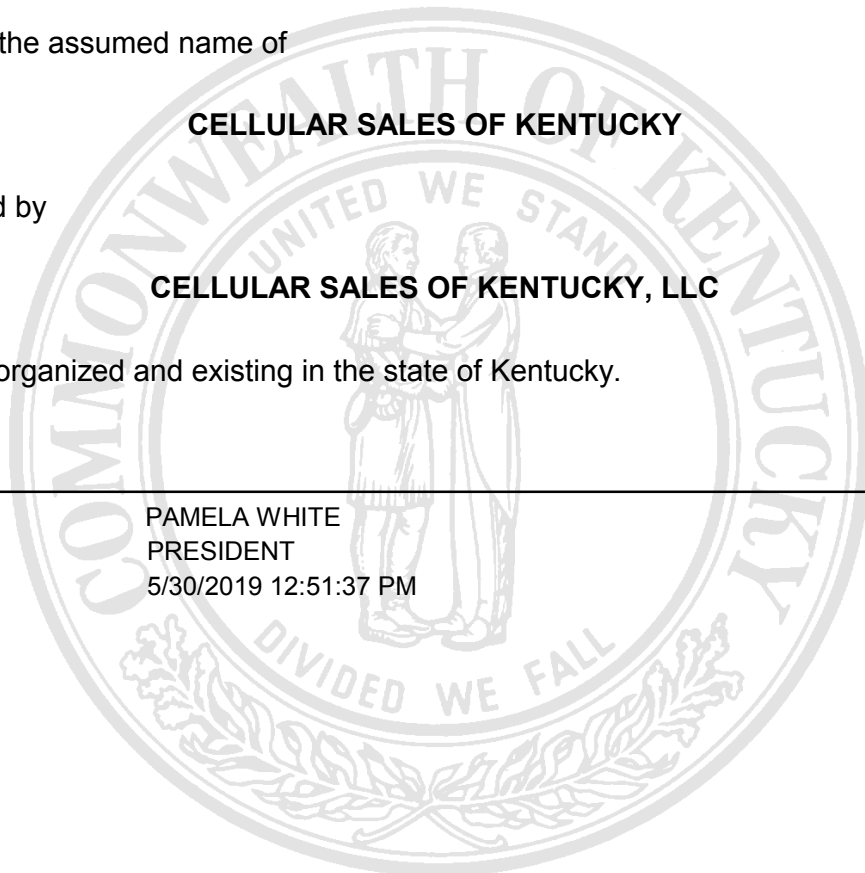 the assumed name of
CELLULAR SALES OF KENTUCKY
d by
CELLULAR SALES OF KENTUCKY, LLC
organized and existing in the state of Kentucky.
PAMELA WHITE
PRESIDENT
5/30/2019 12:51:37 PM
COMMONWEALTH OF KENTUCKY
UNITED WE STAND
DIVIDED WE FALL